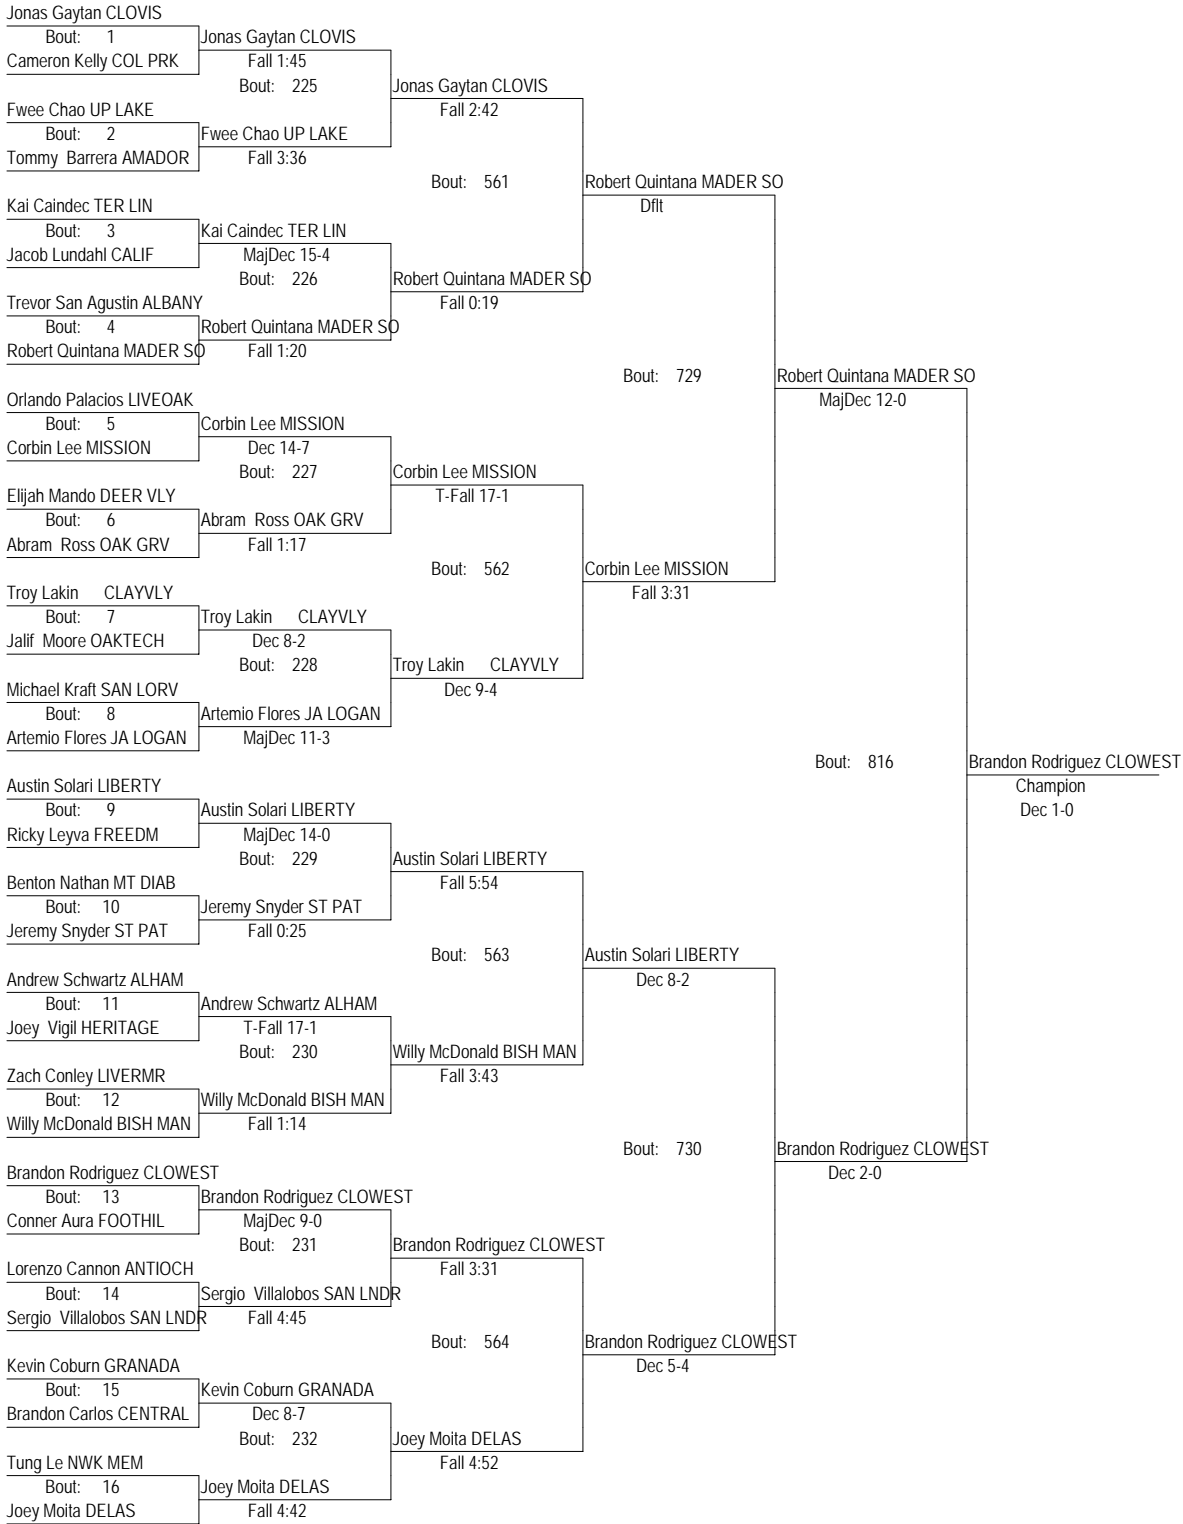 Jonas Gaytan CLOVIS
Bout: 1
Jonas Gaytan CLOVIS
Cameron Kelly COL PRK
Fall 1:45
Bout: 225
Jonas Gaytan CLOVIS
Fwee Chao UP LAKE
Fall 2:42
Bout: 2
Fwee Chao UP LAKE
Tommy Barrera AMADOR
Fall 3:36
Bout: 561
Robert Quintana MADER SO
Kai Caindec TER LIN
Dflt
Bout: 3
Kai Caindec TER LIN
Jacob Lundahl CALIF
MajDec 15-4
Bout: 226
Robert Quintana MADER SO
Trevor San Agustin ALBANY
Fall 0:19
Bout: 4
Robert Quintana MADER SO
Robert Quintana MADER SO
Fall 1:20
Bout: 729
Robert Quintana MADER SO
Orlando Palacios LIVEOAK
MajDec 12-0
Bout: 5
Corbin Lee MISSION
Corbin Lee MISSION
Dec 14-7
Bout: 227
Corbin Lee MISSION
Elijah Mando DEER VLY
T-Fall 17-1
Bout: 6
Abram Ross OAK GRV
Abram Ross OAK GRV
Fall 1:17
Bout: 562
Corbin Lee MISSION
Troy Lakin CLAYVLY
Fall 3:31
Bout: 7
Troy Lakin CLAYVLY
Jalif Moore OAKTECH
Dec 8-2
Bout: 228
Troy Lakin CLAYVLY
Michael Kraft SAN LORV
Dec 9-4
Bout: 8
Artemio Flores JA LOGAN
Artemio Flores JA LOGAN
MajDec 11-3
Bout: 816
Brandon Rodriguez CLOWEST
Austin Solari LIBERTY
Champion
Bout: 9
Austin Solari LIBERTY
Dec 1-0
Ricky Leyva FREEDM
MajDec 14-0
Bout: 229
Austin Solari LIBERTY
Benton Nathan MT DIAB
Fall 5:54
Bout: 10
Jeremy Snyder ST PAT
Jeremy Snyder ST PAT
Fall 0:25
Bout: 563
Austin Solari LIBERTY
Andrew Schwartz ALHAM
Dec 8-2
Bout: 11
Andrew Schwartz ALHAM
Joey Vigil HERITAGE
T-Fall 17-1
Bout: 230
Willy McDonald BISH MAN
Zach Conley LIVERMR
Fall 3:43
Bout: 12
Willy McDonald BISH MAN
Willy McDonald BISH MAN
Fall 1:14
Bout: 730
Brandon Rodriguez CLOWEST
Brandon Rodriguez CLOWEST
Dec 2-0
Bout: 13
Brandon Rodriguez CLOWEST
Conner Aura FOOTHIL
MajDec 9-0
Bout: 231
Brandon Rodriguez CLOWEST
Lorenzo Cannon ANTIOCH
Fall 3:31
Bout: 14
Sergio Villalobos SAN LNDR
Sergio Villalobos SAN LNDR
Fall 4:45
Bout: 564
Brandon Rodriguez CLOWEST
Kevin Coburn GRANADA
Dec 5-4
Bout: 15
Kevin Coburn GRANADA
Brandon Carlos CENTRAL
Dec 8-7
Bout: 232
Joey Moita DELAS
Tung Le NWK MEM
Fall 4:52
Bout: 16
Joey Moita DELAS
Joey Moita DELAS
Fall 4:42